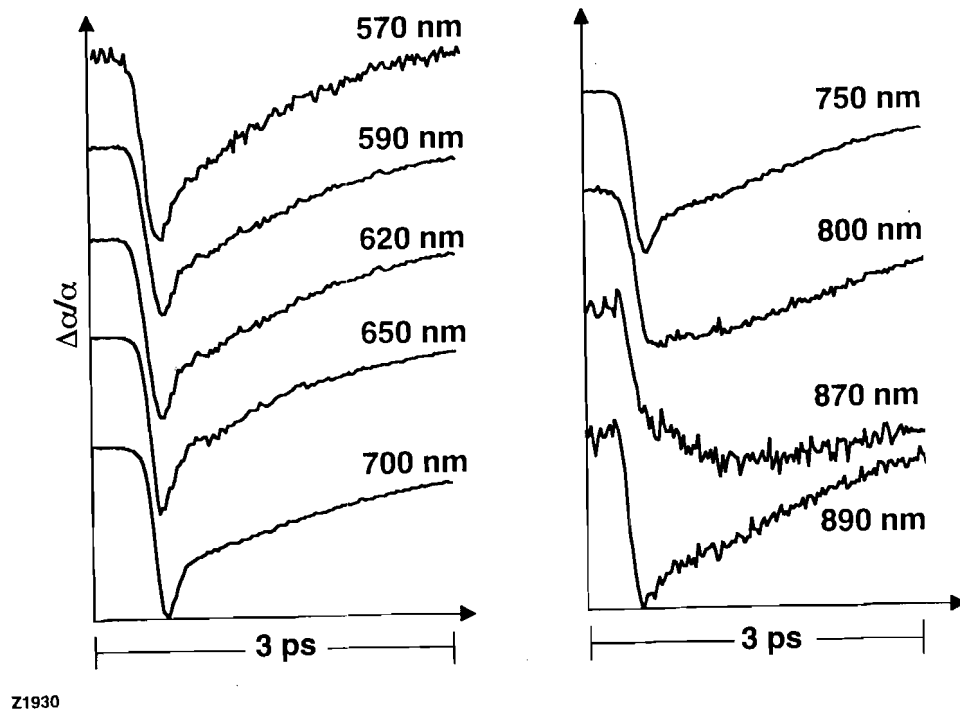 570 nm
590 nm
620 nm
650 nm
700 nm
Δα/α
3 ps
750 nm
800 nm
870 nm
890 nm
3 ps
Z1930